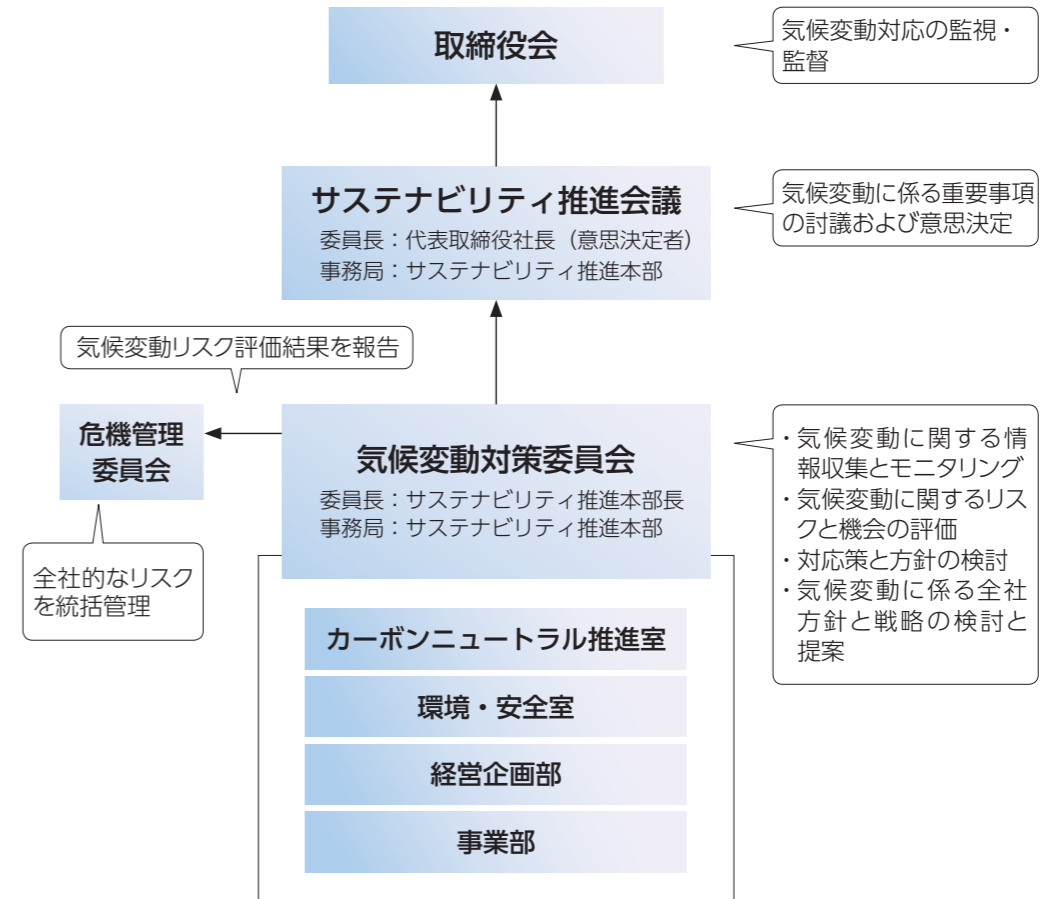 取締役会
気候変動対応の監視・
監督
サステナビリティ推進会議
委員長：代表取締役社長（意思決定者）
事務局：サステナビリティ推進本部
気候変動に係る重要事項
の討議および意思決定
気候変動リスク評価結果を報告
危機管理
委員会
全社的なリスク
を統括管理
気候変動対策委員会
委員長：サステナビリティ推進本部長
事務局：サステナビリティ推進本部
・気候変動に関する情
報収集とモニタリング
・気候変動に関するリス
クと機会の評価
・対応策と方針の検討
・気候変動に係る全社
方針と戦略の検討と
提案
カーボンニュートラル推進室
環境・安全室
経営企画部
事業部